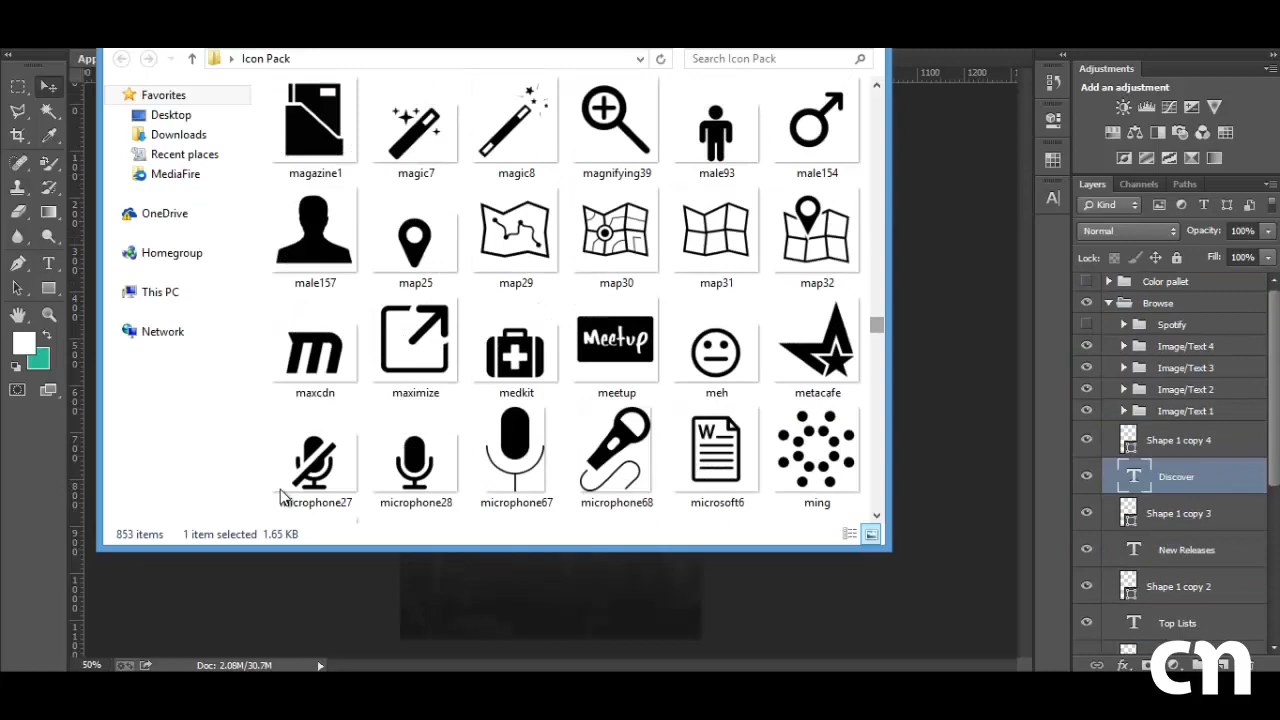 App
Icon Pack
Search Icon Pack
1100
1200
Adjustments
Add an adjustment
Favorites
Desktop
Downloads
Recent places
MediaFire
OneDrive
Homegroup
This PC
Network
magazine1
magic7
magic8
magnifying39
male93
male154
male157
map25
map29
map30
map31
map32
m
Meetup
maxcdn
maximize
medkit
meetup
meh
metacafe
W
microphone27
microphone28
microphone67
microphone68
microsoft6
ming
853 items
1 item selected
1.65 KB
Layers
Channels
Paths
Kind
Normal
Opacity:
100%
Lock:
Fill:
100%
Color pallet
Browse
Spotify
Image/Text 4
Image/Text 3
Image/Text 2
Image/Text 1
Shape 1 copy 4
Discover
Shape 1 copy 3
New Releases
Shape 1 copy 2
Top Lists
50%
Doc: 2.08M/30.7M
fx
cn